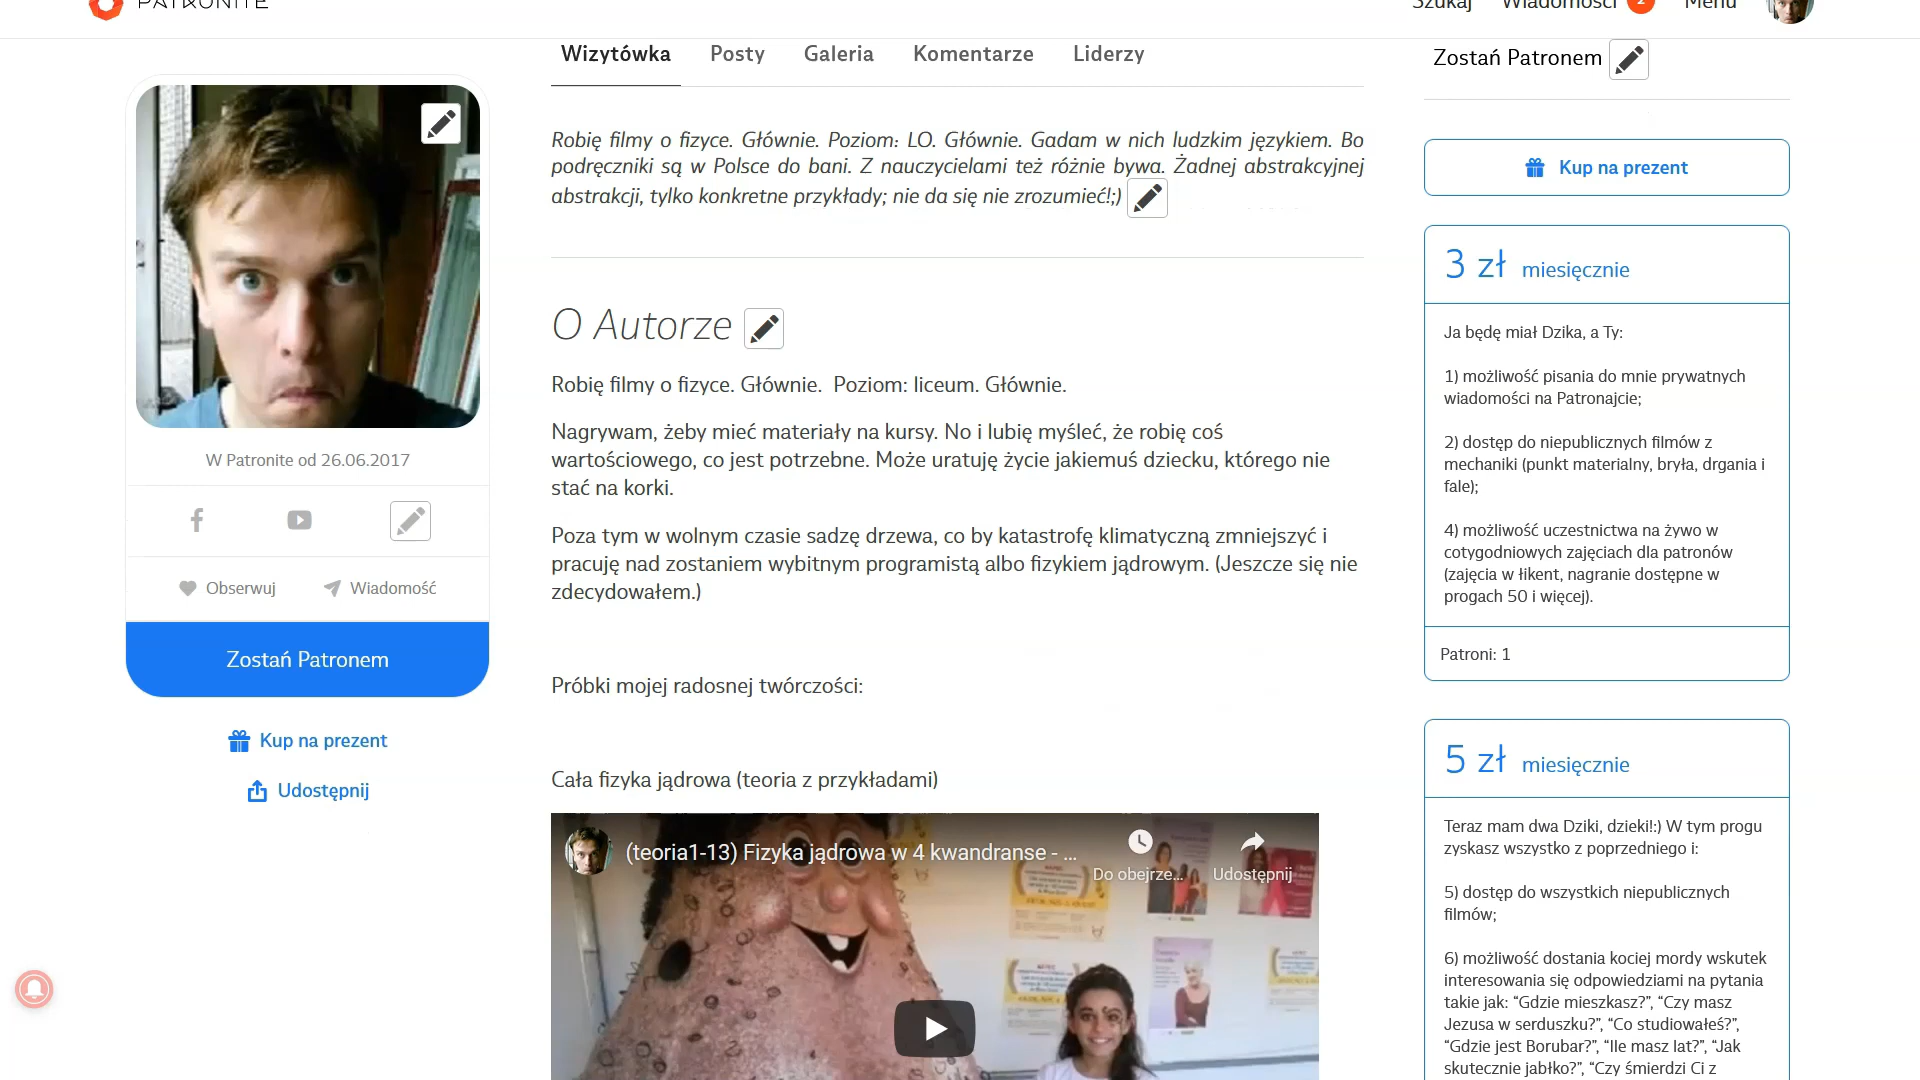 PATRONITE
Szukaj
Wiadomości
2
Menu
Wizytówka
Posty
Galeria
Komentarze
Liderzy
W Patronite od 26.06.2017
Obserwuj
Wiadomość
Zostań Patronem
Kup na prezent
Udostępnij
Robię filmy o fizyce. Głównie. Poziom: LO. Głównie. Gadam w nich ludzkim językiem. Bo
podręczniki są w Polsce do bani. Z nauczycielami też różnie bywa. Żadnej abstrakcyjnej
abstrakcji, tylko konkretne przykłady; nie da się nie zrozumieć!;)
O Autorze
Robię filmy o fizyce. Głównie.  Poziom: liceum. Głównie.
Nagrywam, żeby mieć materiały na kursy. No i lubię myśleć, że robię coś
wartościowego, co jest potrzebne. Może uratuję życie jakiemuś dziecku, którego nie
stać na korki.
Poza tym w wolnym czasie sadzę drzewa, co by katastrofę klimatyczną zmniejszyć i
pracuję nad zostaniem wybitnym programistą albo fizykiem jądrowym. (Jeszcze się nie
zdecydowałem.)
Próbki mojej radosnej twórczości:
Cała fizyka jądrowa (teoria z przykładami)
(teoria1-13) Fizyka jądrowa w 4 kwandranse - ...
Do obejrze...
Udostępnij
Zostań Patronem
Kup na prezent
3 zł miesięcznie
Ja będę miał Dzika, a Ty:
1) możliwość pisania do mnie prywatnych
wiadomości na Patronajcie;
2) dostęp do niepublicznych filmów z
mechaniki (punkt materialny, bryła, drgania i
fale);
4) możliwość uczestnictwa na żywo w
cotygodniowych zajęciach dla patronów
(zajęcia w łikent, nagranie dostępne w
progach 50 i więcej).
Patroni: 1
5 zł miesięcznie
Teraz mam dwa Dziki, dzieki!:) W tym progu
zyskasz wszystko z poprzedniego i:
5) dostęp do wszystkich niepublicznych
filmów;
6) możliwość dostania kociej mordy wskutek
interesowania się odpowiedziami na pytania
takie jak: “Gdzie mieszkasz?”, “Czy masz
Jezusa w serduszku?”, “Co studiowałeś?”,
“Gdzie jest Borubar?”, “Ile masz lat?”, “Jak
skutecznie jabłko?”, “Czy śmierdzi Ci z